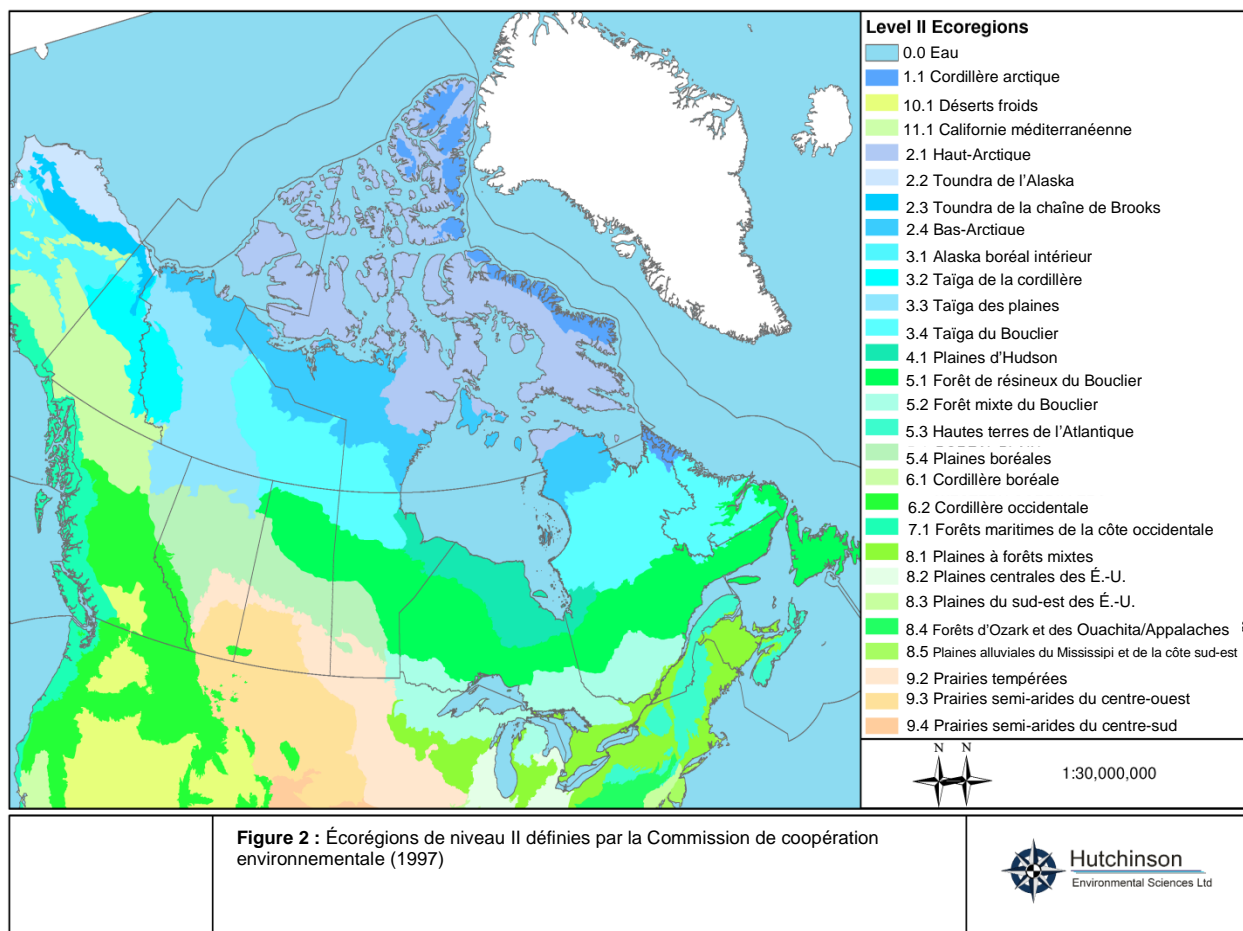 Level II Ecoregions
0.0 Eau
1.1 Cordillère arctique
10.1 Déserts froids
11.1 Californie méditerranéenne
2.1 Haut-Arctique
2.2 Toundra de l'Alaska
2.3 Toundra de la chaîne de Brooks
2.4 Bas-Arctique
3.1 Alaska boréal intérieur
3.2 Taïga de la cordillère
3.3 Taïga des plaines
3.4 Taïga du Bouclier
4.1 Plaines d'Hudson
5.1 Forêt de résineux du Bouclier
5.2 Forêt mixte du Bouclier
5.3 Hautes terres de l'Atlantique
5.4 Plaines boréales
6.1 Cordillère boréale
6.2 Cordillère occidentale
7.1 Forêts maritimes de la côte occidentale
8.1 Plaines à forêts mixtes
8.2 Plaines centrales des É.-U.
8.3 Plaines du sud-est des É.-U.
8.4 Forêts d'Ozark et des Ouachita/Appalaches
8.5 Plaines alluviales du Mississipi et de la côte sud-est
9.2 Prairies tempérées
9.3 Prairies semi-arides du centre-ouest
9.4 Prairies semi-arides du centre-sud
N N
1:30,000,000
Figure 2 : Écorégions de niveau II définies par la Commission de coopération
environnementale (1997)
Hutchinson
Environmental Sciences Ltd